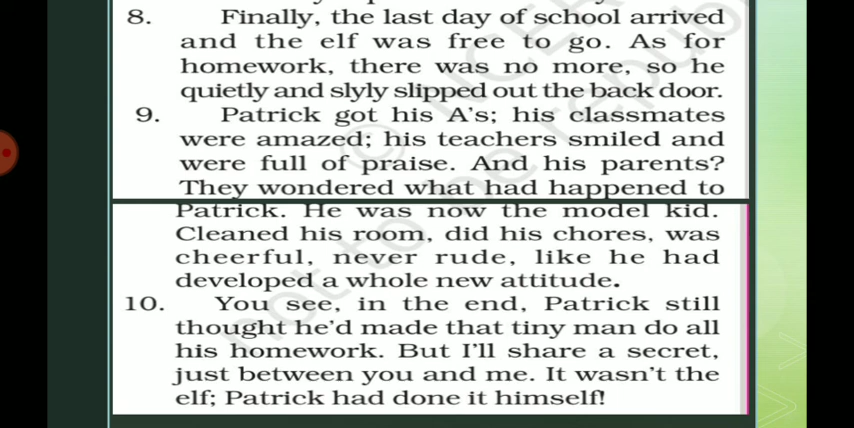 8. Finally, the last day of school arrived
and the elf was free to go. As for
homework, there was no more, so he
quietly and slyly slipped out the back door.
9. Patrick got his A's; his classmates
were amazed; his teachers smiled and
were full of praise. And his parents?
They wondered what had happened to
Patrick. He was now the model kid.
Cleaned his room, did his chores, was
cheerful, never rude, like he had
developed a whole new attitude.
10. You see, in the end, Patrick still
thought he'd made that tiny man do all
his homework. But I'll share a secret,
just between you and me. It wasn't the
elf; Patrick had done it himself!